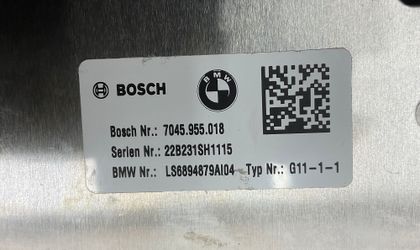 BOSCH BMW
Bosch Nr.: 7045.955.018
Serien Nr.: 22B231SH1115
BMW Nr.: LS6894879AI04 Typ Nr.: G11-1-1